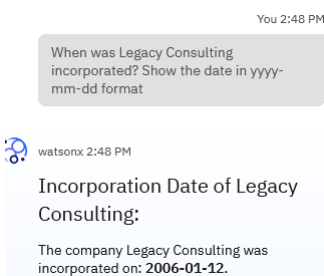 You 2:48 PM
When was Legacy Consulting
incorporated? Show the date in yyyy-
mm-dd format
watsonx 2:48 PM
Incorporation Date of Legacy
Consulting:
The company Legacy Consulting was
incorporated on: 2006-01-12.